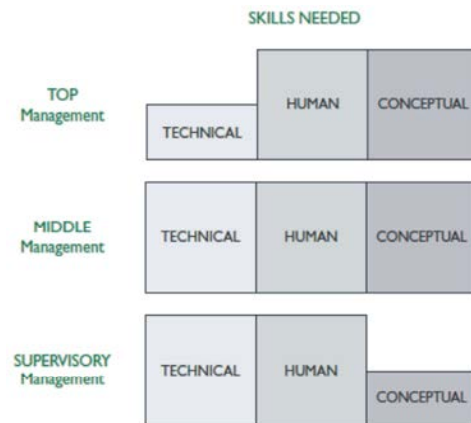 SKILLS NEEDED
TOP
Management
TECHNICAL
HUMAN
CONCEPTUAL
MIDDLE
Management
TECHNICAL
HUMAN
CONCEPTUAL
SUPERVISORY
Management
TECHNICAL
HUMAN
CONCEPTUAL